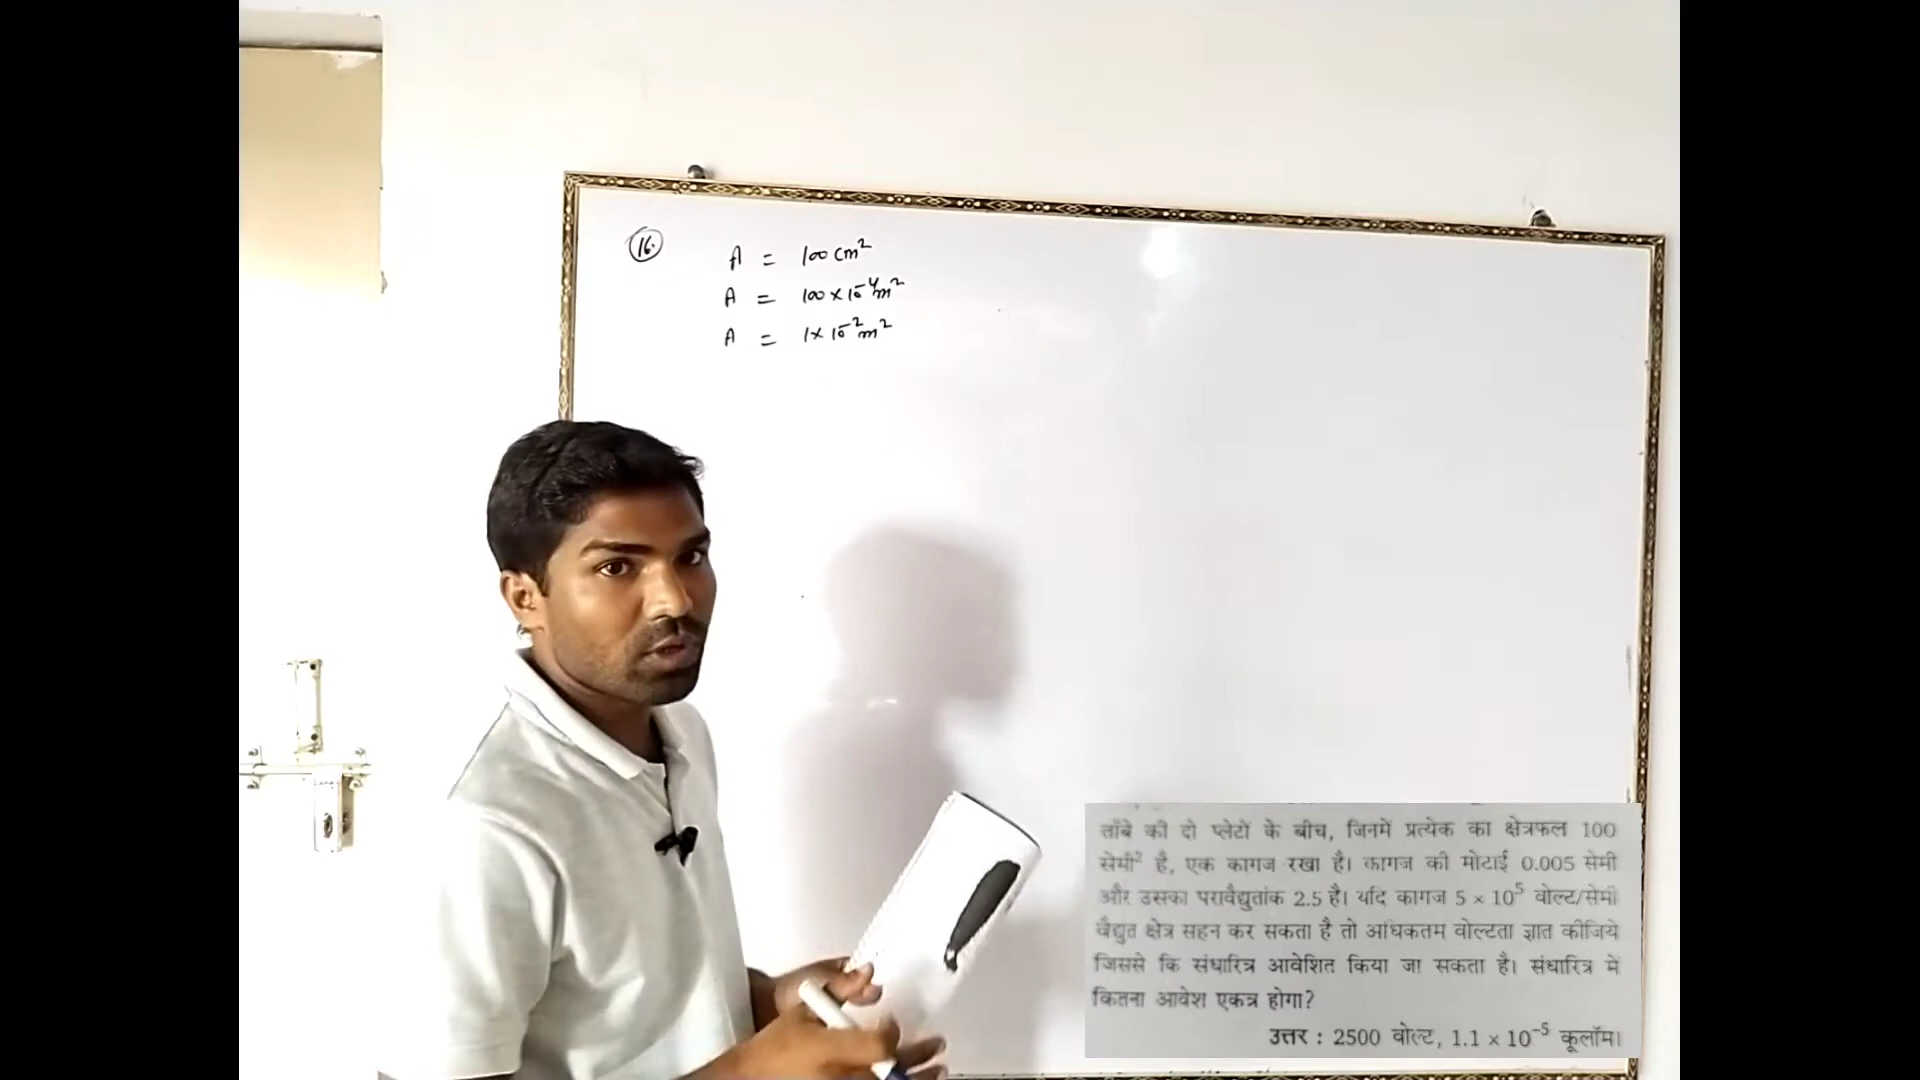 16.
A = 100 cm²
A = 100 × 10⁻⁴ m²
A = 1 × 10⁻² m²
ताँबे की दो प्लेटों के बीच, जिनमें प्रत्येक का क्षेत्रफल 100
सेमी² है, एक कागज रखा है। कागज की मोटाई 0.005 सेमी
और उसका परावैद्युतांक 2.5 है। यदि कागज 5 × 10⁵ वोल्ट/सेमी
वैद्युत क्षेत्र सहन कर सकता है तो अधिकतम वोल्टता ज्ञात कीजिये
जिससे कि संधारित्र आवेशित किया जा सकता है। संधारित्र में
कितना आवेश एकत्र होगा?
उत्तर : 2500 वोल्ट, 1.1 × 10⁻⁵ कूलॉम।